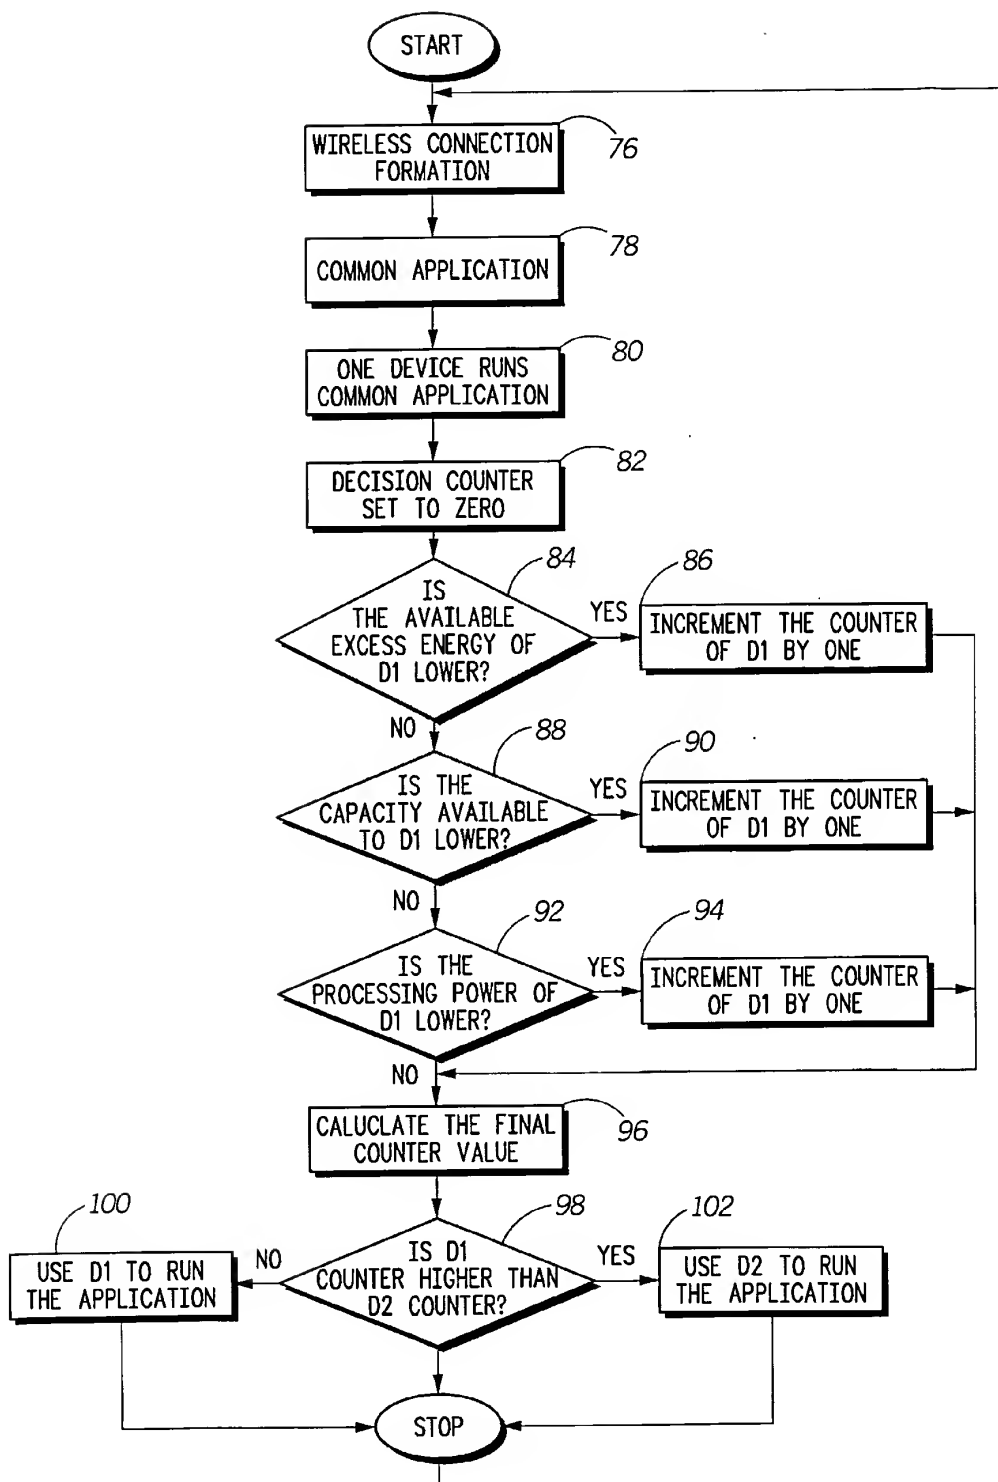 START
WIRELESS CONNECTION
FORMATION
76
COMMON APPLICATION
78
ONE DEVICE RUNS
COMMON APPLICATION
80
DECISION COUNTER
SET TO ZERO
82
IS
THE AVAILABLE
EXCESS ENERGY OF
D1 LOWER?
84
YES
INCREMENT THE COUNTER
OF D1 BY ONE
86
NO
IS THE
CAPACITY AVAILABLE
TO D1 LOWER?
88
YES
INCREMENT THE COUNTER
OF D1 BY ONE
90
NO
IS THE
PROCESSING POWER OF
D1 LOWER?
92
YES
INCREMENT THE COUNTER
OF D1 BY ONE
94
NO
CALUCLATE THE FINAL
COUNTER VALUE
96
IS D1
COUNTER HIGHER THAN
D2 COUNTER?
98
NO
USE D1 TO RUN
THE APPLICATION
100
YES
USE D2 TO RUN
THE APPLICATION
102
STOP